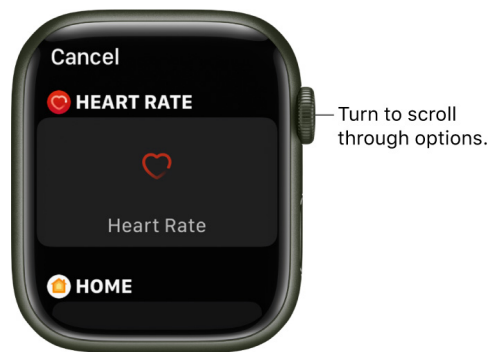 Cancel
HEART RATE
Turn to scroll
through options.
Heart Rate
HOME